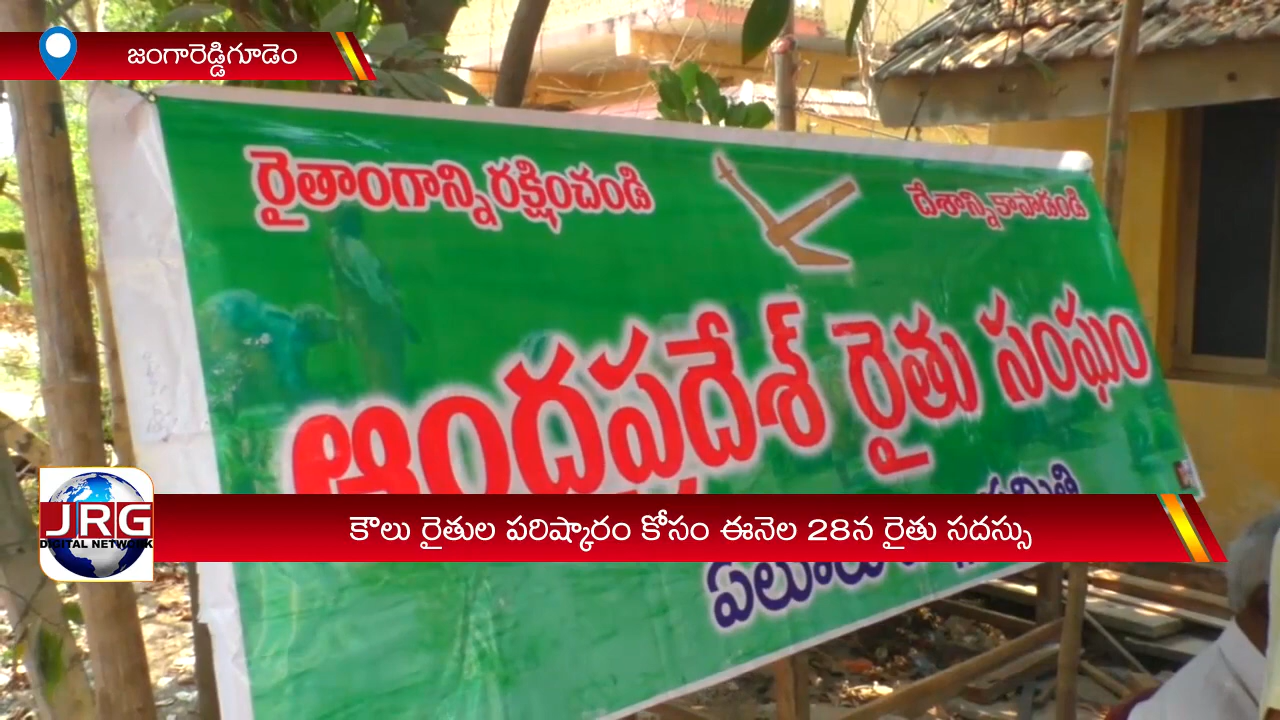 జంగారెడ్డిగూడెం
రైతాంగాన్ని రక్షించండి
దేశాన్ని కాపాడండి
ఆంధ్రప్రదేశ్ రైతు సంఘం
JRG
DIGITAL NETWORK
కౌలు రైతుల పరిష్కారం కోసం ఈనెల 28న రైతు సదస్సు